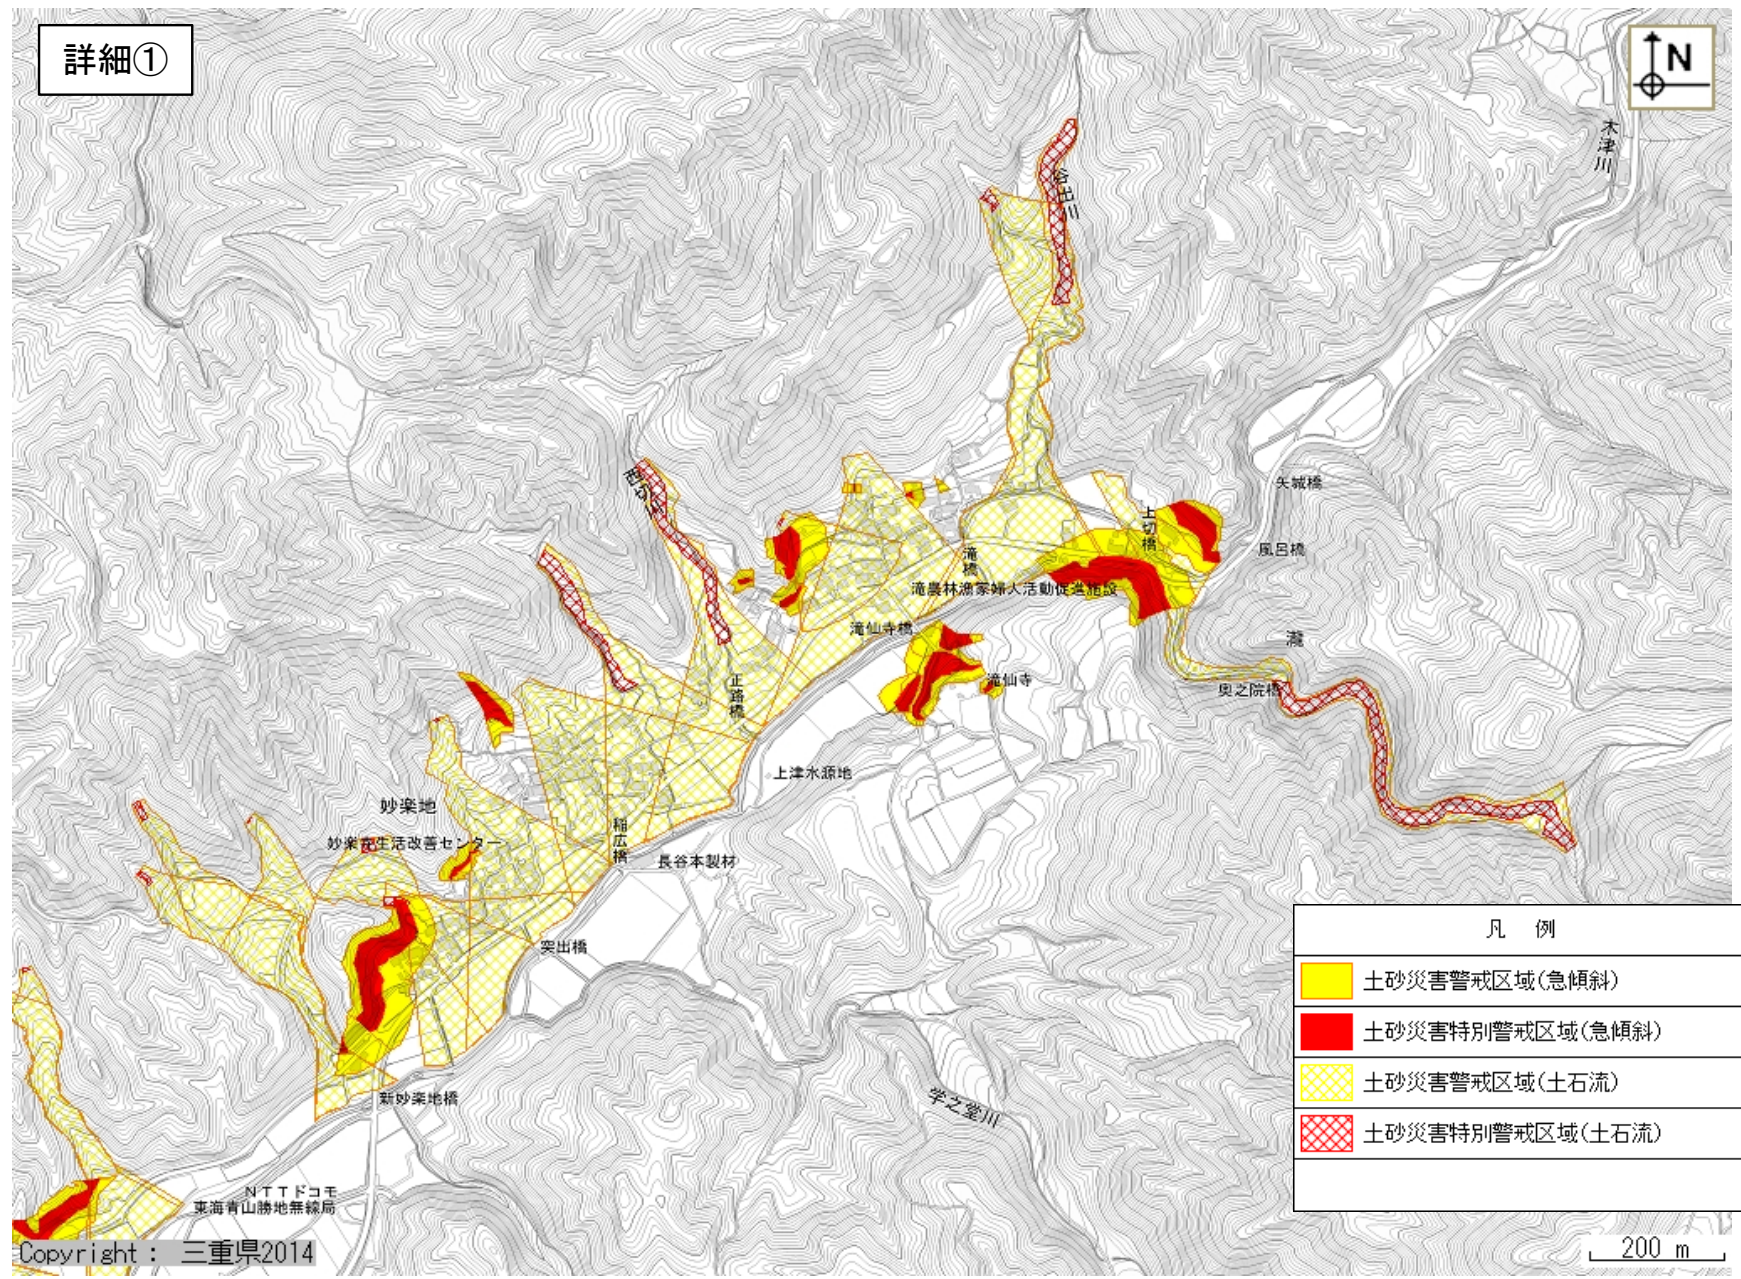 詳細①
N
木津川
西切川
矢城橋
上切橋
風呂橋
滝橋
滝農林漁家婦人活動促進施設
滝仙寺橋
瀧
滝仙寺
正路橋
奥之院橋
上津水源地
妙楽地
稲広橋
妙楽地生活改善センター
長谷本製材
突出橋
新妙楽地橋
学之堂川
NTTドコモ
東海青山勝地無線局
凡 例
土砂災害警戒区域(急傾斜)
土砂災害特別警戒区域(急傾斜)
土砂災害警戒区域(土石流)
土砂災害特別警戒区域(土石流)
Copyright : 三重県2014
200 m